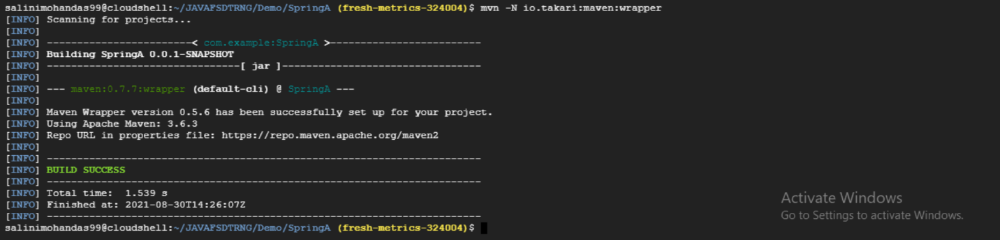 salinimohandas99@cloudshell:~/JAVAFSDTRNG/Demo/SpringA (fresh-metrics-324004)$ mvn -N io.takari:maven:wrapper
[INFO] Scanning for projects...
[INFO]
[INFO] ------------------------< com.example:SpringA >-------------------------
[INFO] Building SpringA 0.0.1-SNAPSHOT
[INFO] --------------------------------[ jar ]---------------------------------
[INFO]
[INFO] --- maven:0.7.7:wrapper (default-cli) @ SpringA ---
[INFO]
[INFO] Maven Wrapper version 0.5.6 has been successfully set up for your project.
[INFO] Using Apache Maven: 3.6.3
[INFO] Repo URL in properties file: https://repo.maven.apache.org/maven2
[INFO]
[INFO] ------------------------------------------------------------------------
[INFO] BUILD SUCCESS
[INFO] ------------------------------------------------------------------------
[INFO] Total time:  1.539 s
[INFO] Finished at: 2021-08-30T14:26:07Z
[INFO] ------------------------------------------------------------------------
salinimohandas99@cloudshell:~/JAVAFSDTRNG/Demo/SpringA (fresh-metrics-324004)$
Activate Windows
Go to Settings to activate Windows.